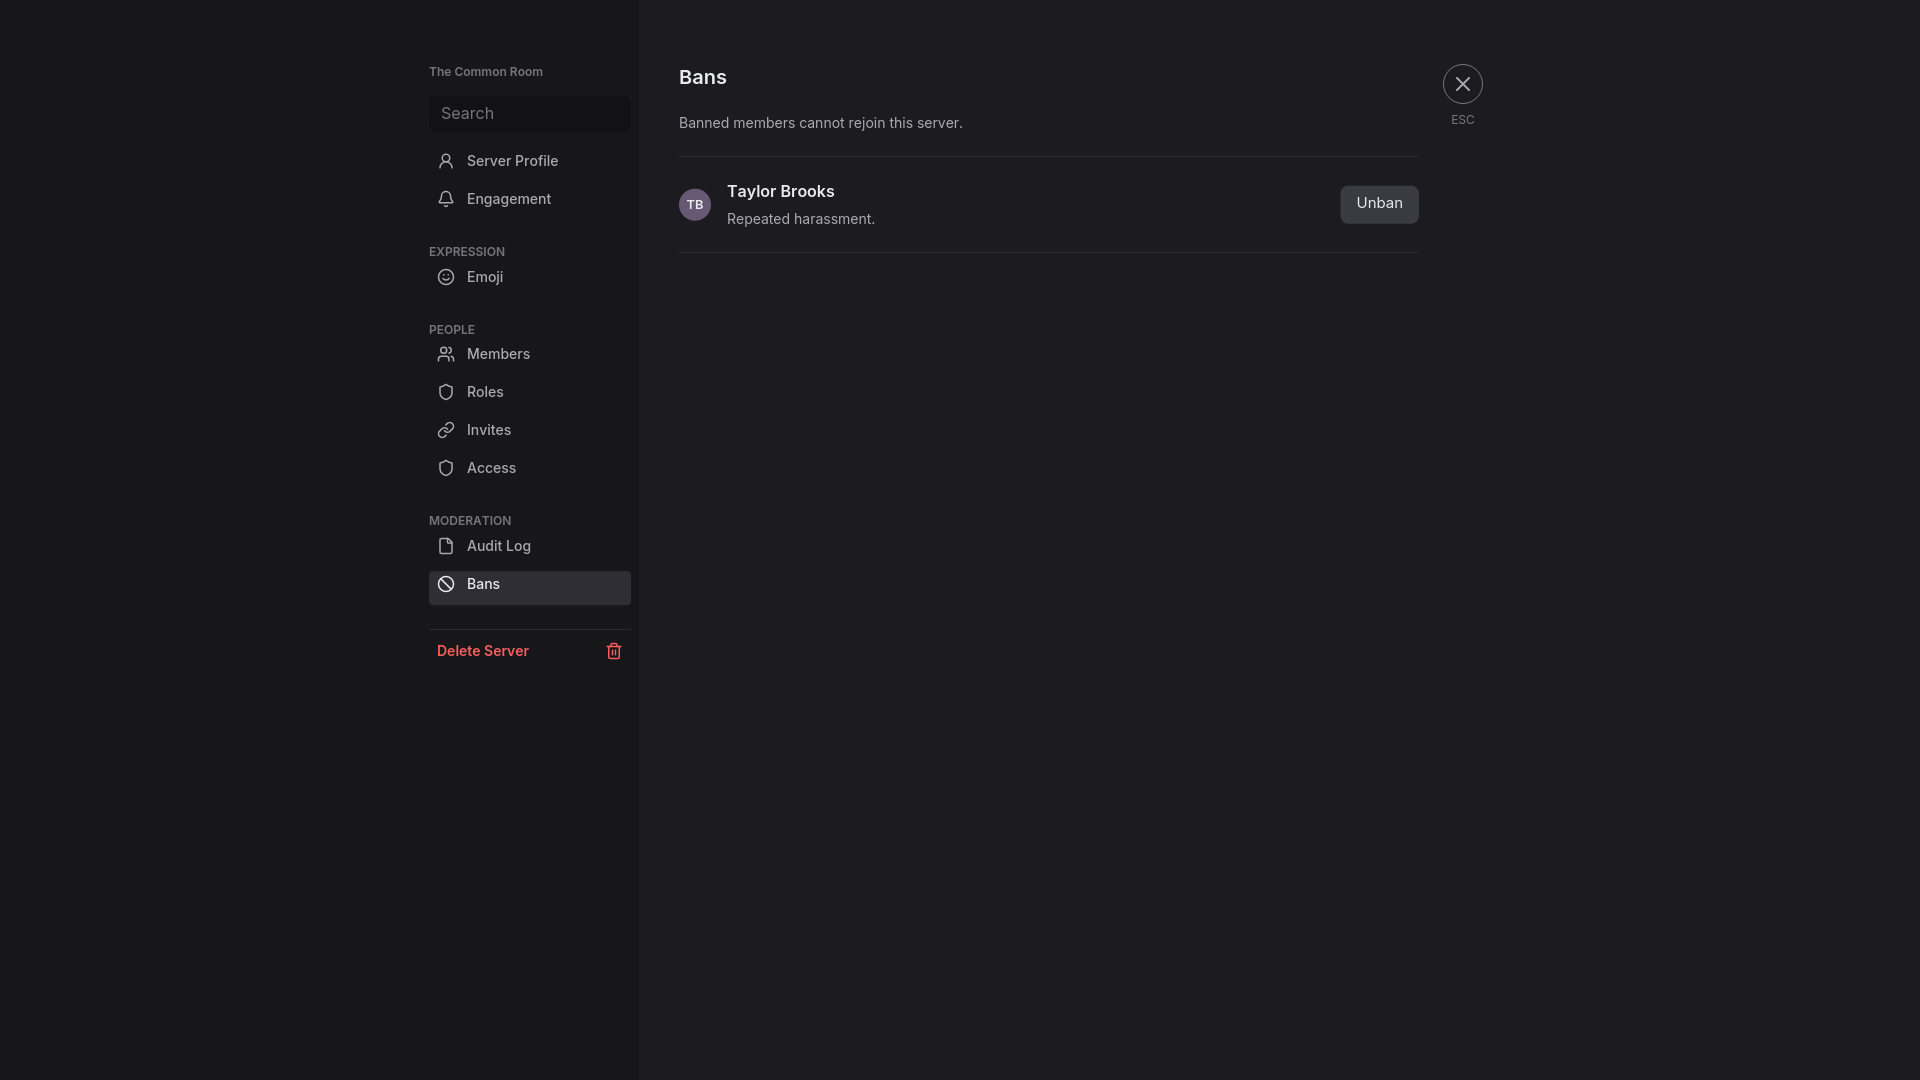 The Common Room
Search
Server Profile
Engagement
EXPRESSION
Emoji
PEOPLE
Members
Roles
Invites
Access
MODERATION
Audit Log
Bans
Delete Server
Bans
Banned members cannot rejoin this server.
TB
Taylor Brooks
Repeated harassment.
Unban
ESC